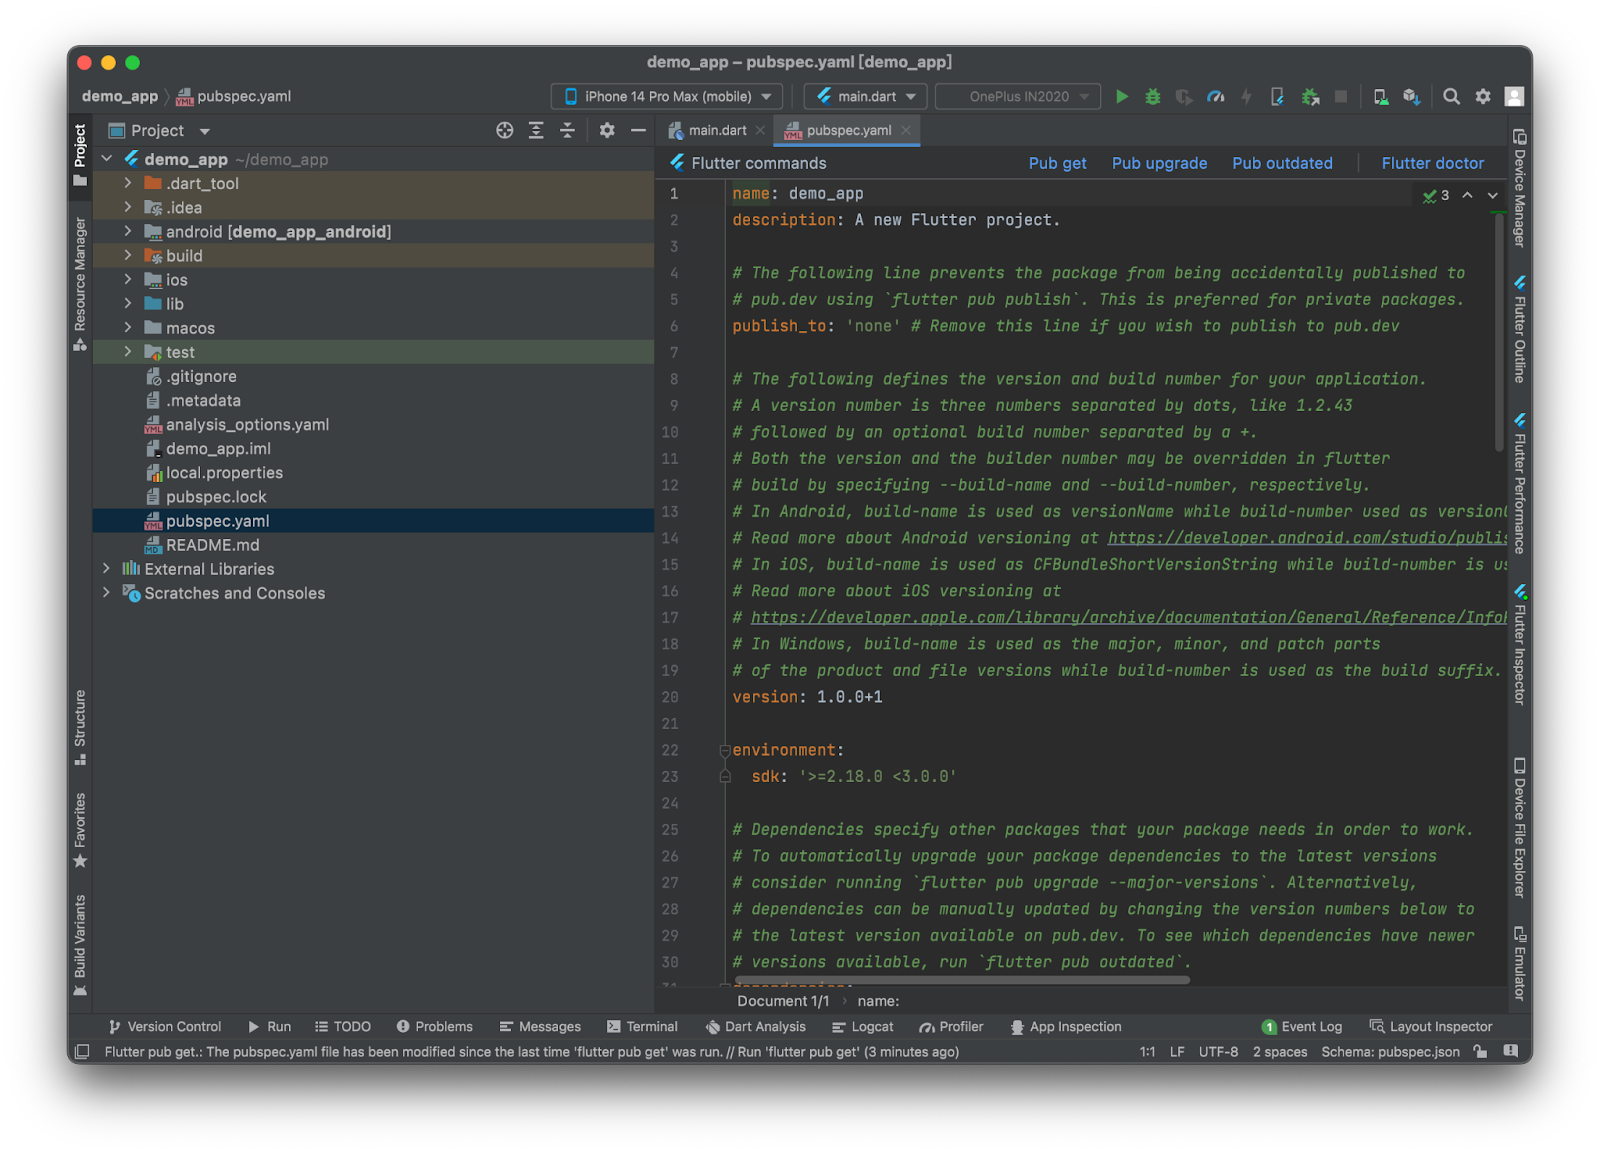 demo_app – pubspec.yaml [demo_app]
demo_app pubspec.yaml
iPhone 14 Pro Max (mobile) main.dart OnePlus IN2020
Project
Resource Manager
Structure
Favorites
Build Variants
Project
demo_app ~/demo_app
.dart_tool
.idea
android [demo_app_android]
build
ios
lib
macos
test
.gitignore
.metadata
analysis_options.yaml
demo_app.iml
local.properties
pubspec.lock
pubspec.yaml
README.md
External Libraries
Scratches and Consoles
main.dart pubspec.yaml
Flutter commands Pub get Pub upgrade Pub outdated Flutter doctor
3
1 name: demo_app
2 description: A new Flutter project.
3
4 # The following line prevents the package from being accidentally published to
5 # pub.dev using `flutter pub publish`. This is preferred for private packages.
6 publish_to: 'none' # Remove this line if you wish to publish to pub.dev
7
8 # The following defines the version and build number for your application.
9 # A version number is three numbers separated by dots, like 1.2.43
10 # followed by an optional build number separated by a +.
11 # Both the version and the builder number may be overridden in flutter
12 # build by specifying --build-name and --build-number, respectively.
13 # In Android, build-name is used as versionName while build-number used as version
14 # Read more about Android versioning at https://developer.android.com/studio/publis
15 # In iOS, build-name is used as CFBundleShortVersionString while build-number is us
16 # Read more about iOS versioning at
17 # https://developer.apple.com/library/archive/documentation/General/Reference/Info
18 # In Windows, build-name is used as the major, minor, and patch parts
19 # of the product and file versions while build-number is used as the build suffix.
20 version: 1.0.0+1
21
22 environment:
23 sdk: '>=2.18.0 <3.0.0'
24
25 # Dependencies specify other packages that your package needs in order to work.
26 # To automatically upgrade your package dependencies to the latest versions
27 # consider running `flutter pub upgrade --major-versions`. Alternatively,
28 # dependencies can be manually updated by changing the version numbers below to
29 # the latest version available on pub.dev. To see which dependencies have newer
30 # versions available, run `flutter pub outdated`.
Document 1/1 name:
Device Manager
Flutter Outline
Flutter Performance
Flutter Inspector
Device File Explorer
Emulator
Version Control Run TODO Problems Messages Terminal Dart Analysis Logcat Profiler App Inspection 1 Event Log Layout Inspector
Flutter pub get.: The pubspec.yaml file has been modified since the last time 'flutter pub get' was run. // Run 'flutter pub get' (3 minutes ago) 1:1 LF UTF-8 2 spaces Schema: pubspec.json